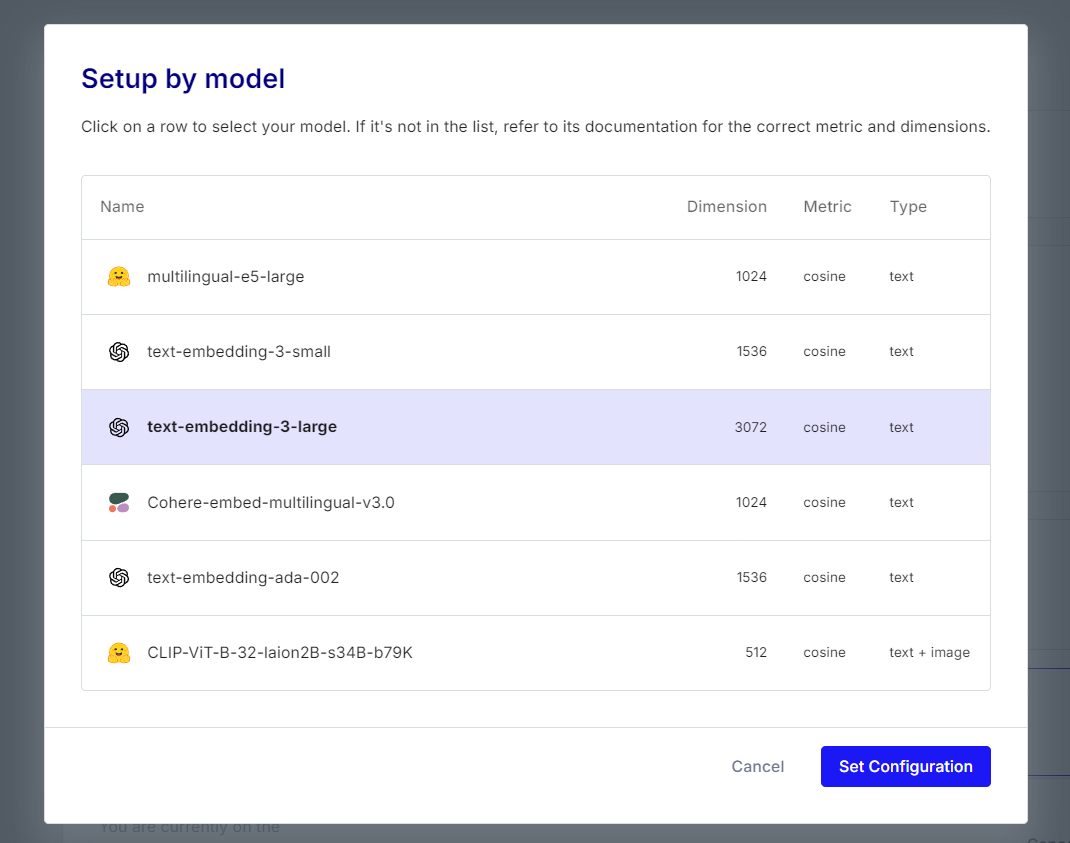 Setup by model
Click on a row to select your model. If it's not in the list, refer to its documentation for the correct metric and dimensions.
Name Dimension Metric Type
multilingual-e5-large 1024 cosine text
text-embedding-3-small 1536 cosine text
text-embedding-3-large 3072 cosine text
Cohere-embed-multilingual-v3.0 1024 cosine text
text-embedding-ada-002 1536 cosine text
CLIP-ViT-B-32-laion2B-s34B-b79K 512 cosine text + image
Cancel Set Configuration
You are currently on the